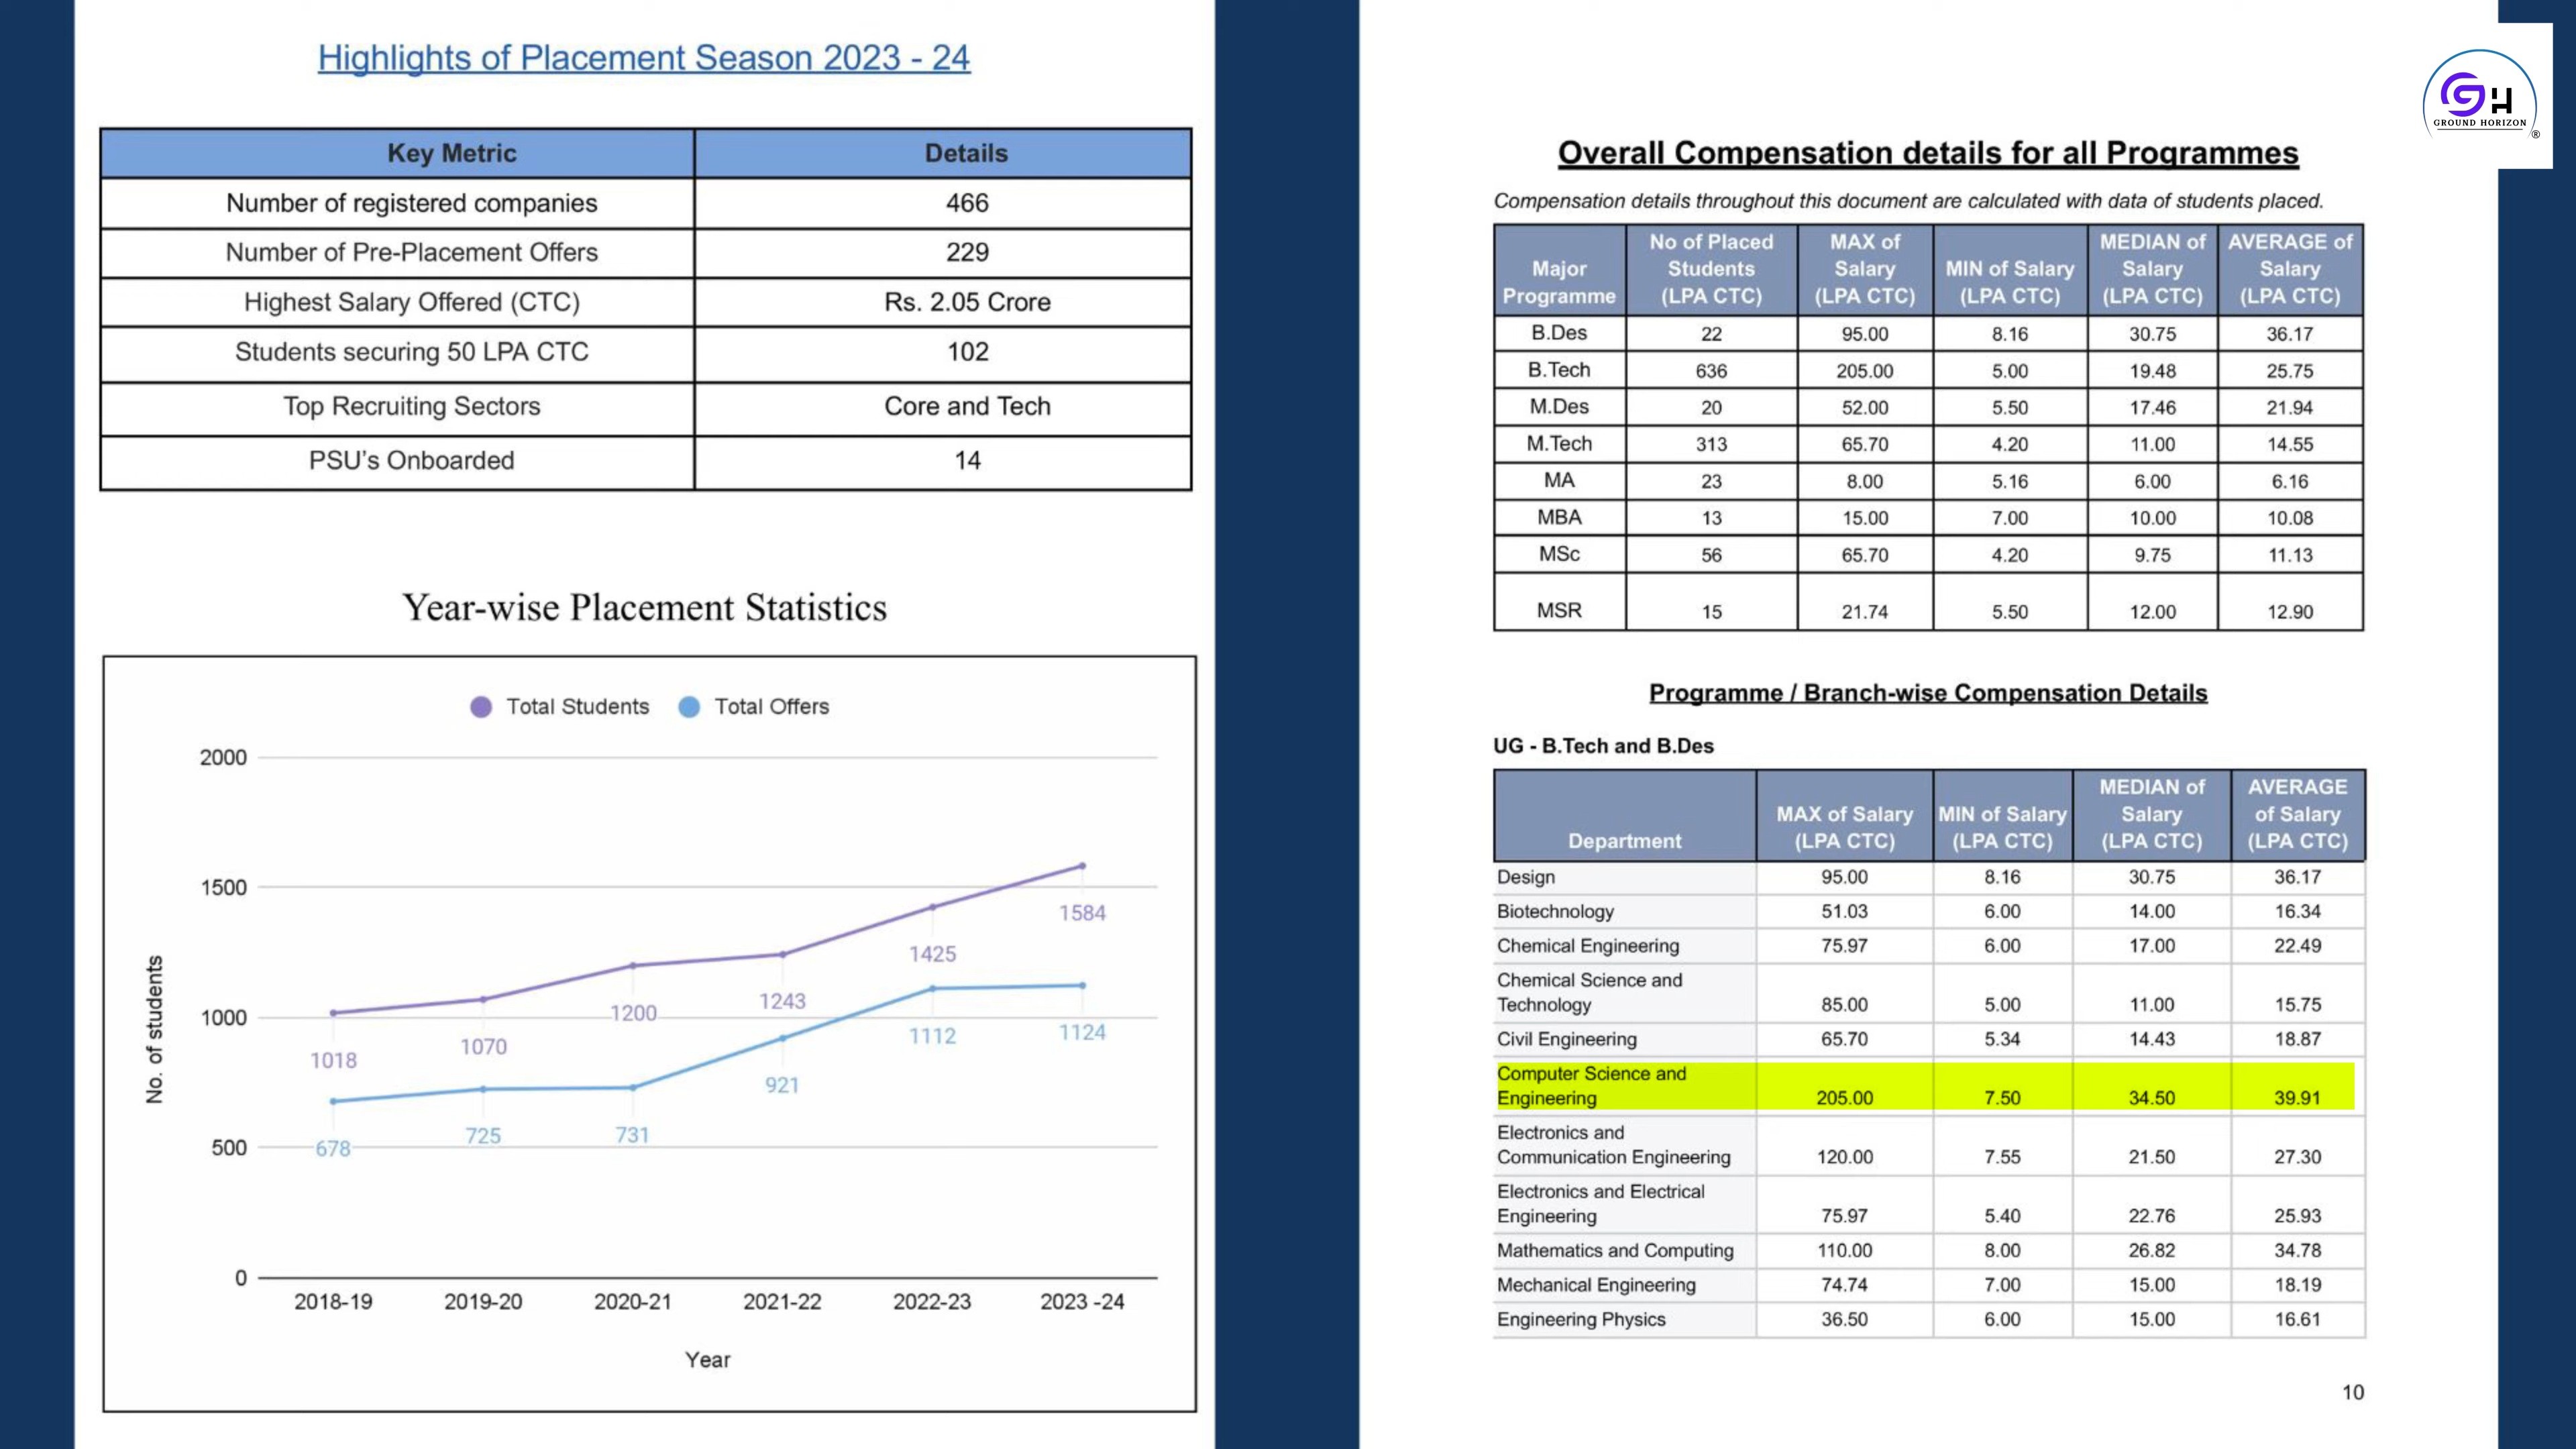 Highlights of Placement Season 2023 - 24
Key Metric Details
Number of registered companies 466
Number of Pre-Placement Offers 229
Highest Salary Offered (CTC) Rs. 2.05 Crore
Students securing 50 LPA CTC 102
Top Recruiting Sectors Core and Tech
PSU's Onboarded 14
Year-wise Placement Statistics
Total Students Total Offers
2000
1500
1000
500
0
No. of students
1018 1070 1200 1243 1425 1584
678 725 731 921 1112 1124
2018-19 2019-20 2020-21 2021-22 2022-23 2023 -24
Year
GH
GROUND HORIZON ®
Overall Compensation details for all Programmes
Compensation details throughout this document are calculated with data of students placed.
Major Programme No of Placed Students (LPA CTC) MAX of Salary (LPA CTC) MIN of Salary (LPA CTC) MEDIAN of Salary (LPA CTC) AVERAGE of Salary (LPA CTC)
B.Des 22 95.00 8.16 30.75 36.17
B.Tech 636 205.00 5.00 19.48 25.75
M.Des 20 52.00 5.50 17.46 21.94
M.Tech 313 65.70 4.20 11.00 14.55
MA 23 8.00 5.16 6.00 6.16
MBA 13 15.00 7.00 10.00 10.08
MSc 56 65.70 4.20 9.75 11.13
MSR 15 21.74 5.50 12.00 12.90
Programme / Branch-wise Compensation Details
UG - B.Tech and B.Des
Department MAX of Salary (LPA CTC) MIN of Salary (LPA CTC) MEDIAN of Salary (LPA CTC) AVERAGE of Salary (LPA CTC)
Design 95.00 8.16 30.75 36.17
Biotechnology 51.03 6.00 14.00 16.34
Chemical Engineering 75.97 6.00 17.00 22.49
Chemical Science and
Technology 85.00 5.00 11.00 15.75
Civil Engineering 65.70 5.34 14.43 18.87
Computer Science and
Engineering 205.00 7.50 34.50 39.91
Electronics and
Communication Engineering 120.00 7.55 21.50 27.30
Electronics and Electrical
Engineering 75.97 5.40 22.76 25.93
Mathematics and Computing 110.00 8.00 26.82 34.78
Mechanical Engineering 74.74 7.00 15.00 18.19
Engineering Physics 36.50 6.00 15.00 16.61
10